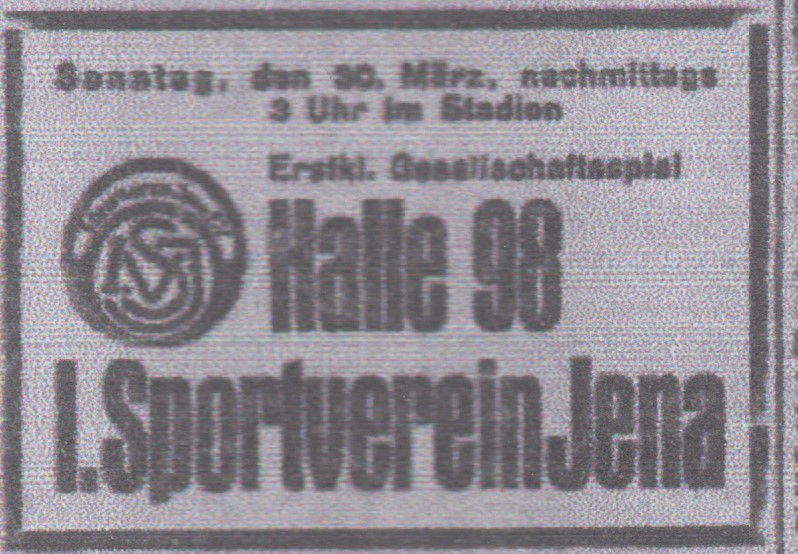 Sonntag, den 30. März, nachmittags
3 Uhr im Stadion
Erstkl. Gesellschaftsspiel
Halle 98
I. Sportverein Jena